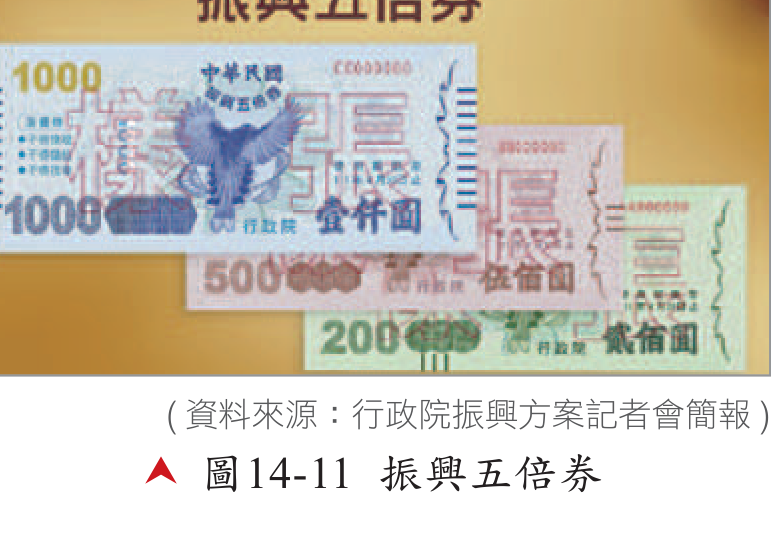 振興五倍券
1000
中華民國
振興五倍券
樣張
1000
行政院
壹仟圓
500
行政院
伍佰圓
200
行政院
貳佰圓
(資料來源：行政院振興方案記者會簡報)
圖14-11 振興五倍券